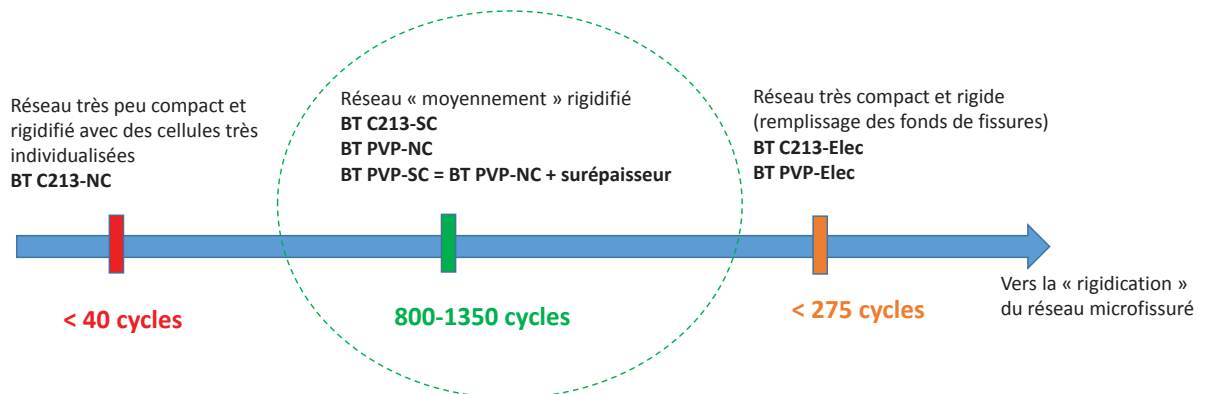 Réseau très peu compact et
rigidifié avec des cellules très
individualisées
BT C213-NC
Réseau « moyennement » rigidifié
BT C213-SC
BT PVP-NC
BT PVP-SC = BT PVP-NC + surépaisseur
Réseau très compact et rigide
(remplissage des fonds de fissures)
BT C213-Elec
BT PVP-Elec
< 40 cycles
800-1350 cycles
< 275 cycles
Vers la « rigidication »
du réseau microfissuré